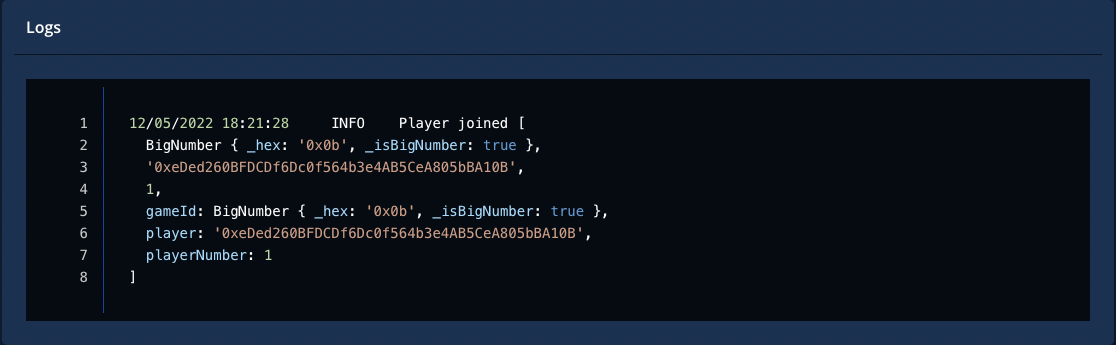 Logs
1 12/05/2022 18:21:28 INFO Player joined [
2 BigNumber { _hex: '0x0b', _isBigNumber: true },
3 '0xeDed260BFDCDf6Dc0f564b3e4AB5CeA805bBA10B',
4 1,
5 gameId: BigNumber { _hex: '0x0b', _isBigNumber: true },
6 player: '0xeDed260BFDCDf6Dc0f564b3e4AB5CeA805bBA10B',
7 playerNumber: 1
8 ]